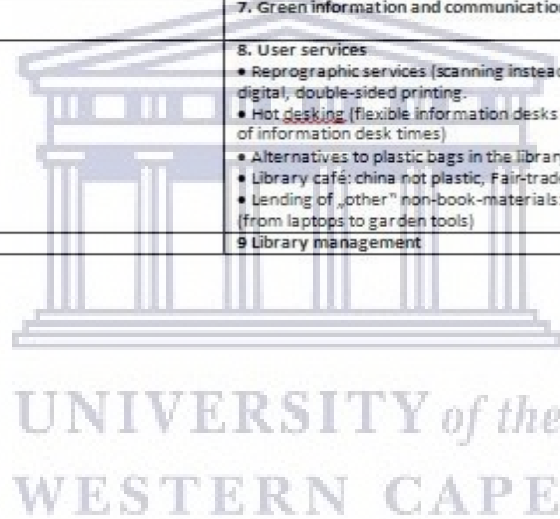 7. Green information and communicatio
8. User services
• Reprographic services (scanning instea
digital, double-sided printing.
• Hot desking (flexible information desks
of information desk times)
• Alternatives to plastic bags in the librar
• Library café: china not plastic, Fair-trad
• Lending of „other" non-book-materials
(from laptops to garden tools)
9 Library management
UNIVERSITY of the
WESTERN CAPE